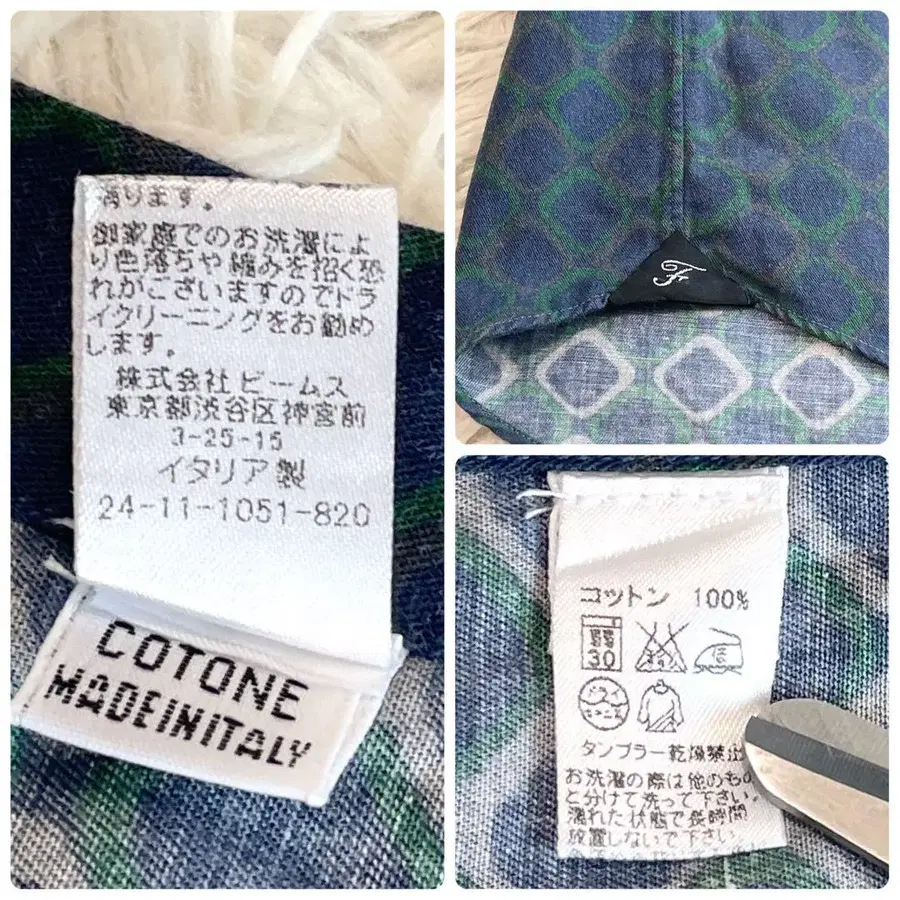 有ります。
御家庭でのお洗濯によ
り色落ちや縮みを招く恐
れがございますのでドラ
イクリーニングをお勧め
します。
株式会社ビームス
東京都渋谷区神宮前
3-25-15
イタリア製
24-11-1051-820
COTONE
MADEINITALY
F
コットン 100%
弱
30
ドライ
タンブラー乾燥禁止
お洗濯の際は他のもの
と分けて洗って下さい。
濡れた状態で長時間
放置しないで下さい